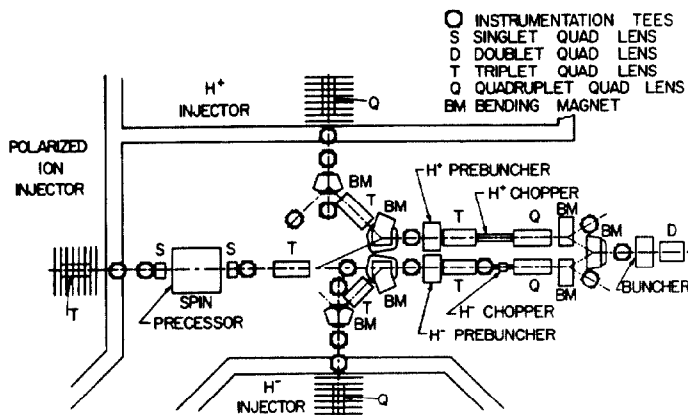 INSTRUMENTATION TEES
S SINGLET QUAD LENS
D DOUBLET QUAD LENS
T TRIPLET QUAD LENS
Q QUADRUPLET QUAD LENS
BM BENDING MAGNET
H+
INJECTOR
Q
POLARIZED
ION
INJECTOR
BM
T
BM
H+ PREBUNCHER
H+ CHOPPER
T
Q
BM
BM
D
S
S
T
T
SPIN
PRECESSOR
T
BM
BM
T
Q
BM
BUNCHER
H- CHOPPER
H- PREBUNCHER
H-
INJECTOR
Q